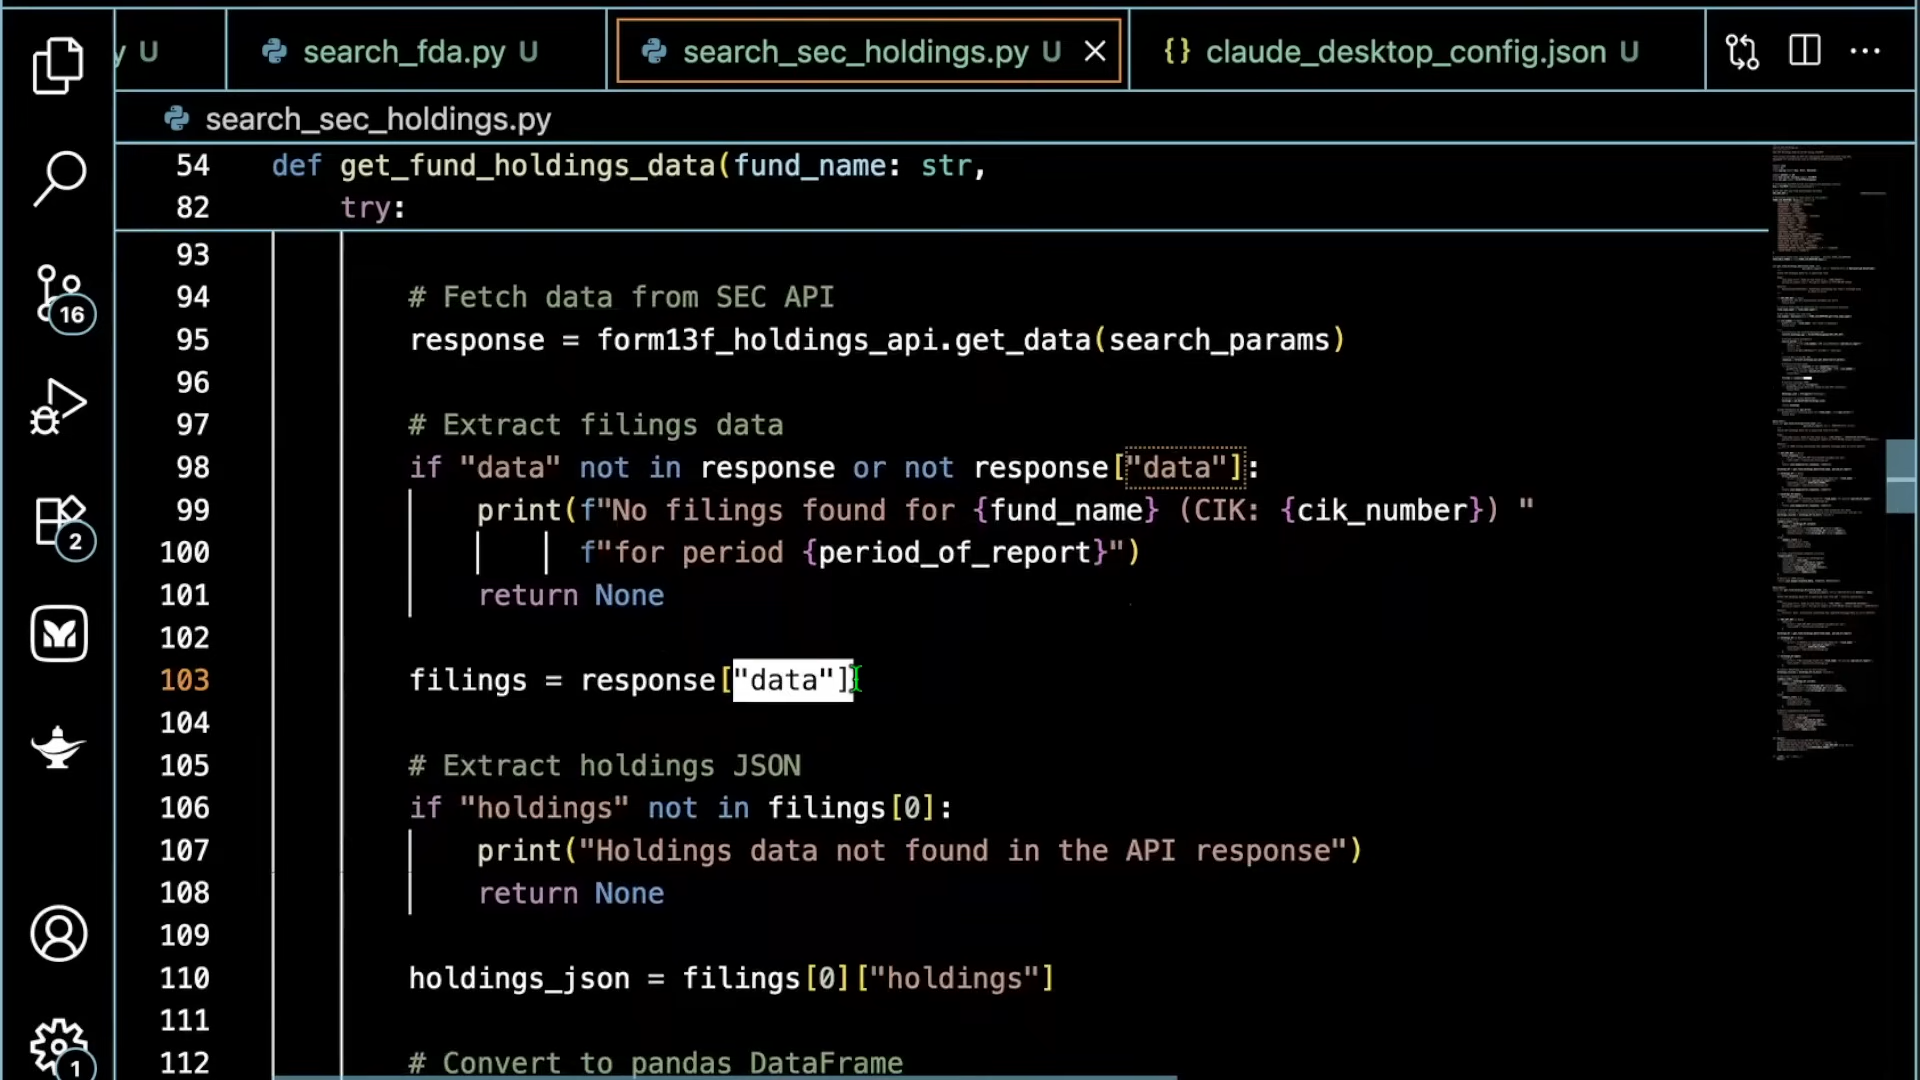 y U
search_fda.py U
search_sec_holdings.py U
{} claude_desktop_config.json U
search_sec_holdings.py
54 def get_fund_holdings_data(fund_name: str,
82 try:
93
94 # Fetch data from SEC API
95 response = form13f_holdings_api.get_data(search_params)
96
97 # Extract filings data
98 if "data" not in response or not response["data"]:
99 print(f"No filings found for {fund_name} (CIK: {cik_number}) "
100 f"for period {period_of_report}")
101 return None
102
103 filings = response["data"]
104
105 # Extract holdings JSON
106 if "holdings" not in filings[0]:
107 print("Holdings data not found in the API response")
108 return None
109
110 holdings_json = filings[0]["holdings"]
111
112 # Convert to pandas DataFrame
16
2
1